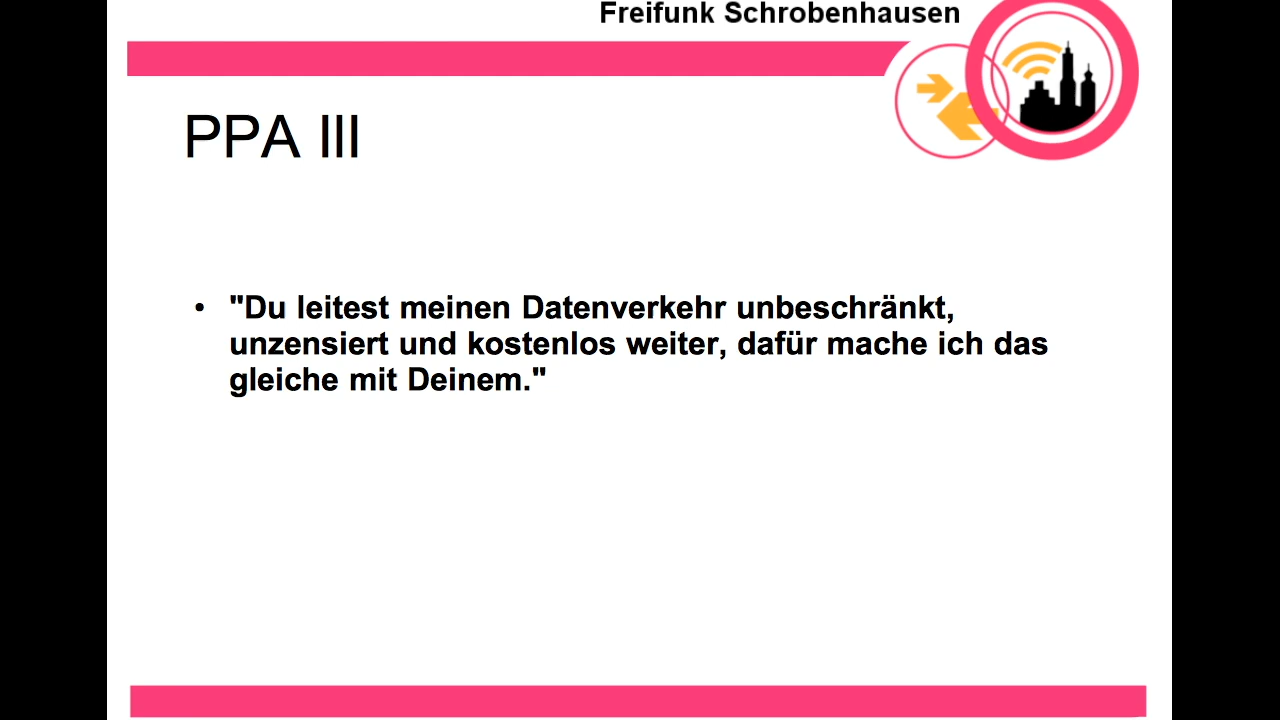 Freifunk Schrobenhausen
PPA III
• "Du leitest meinen Datenverkehr unbeschränkt,
unzensiert und kostenlos weiter, dafür mache ich das
gleiche mit Deinem."